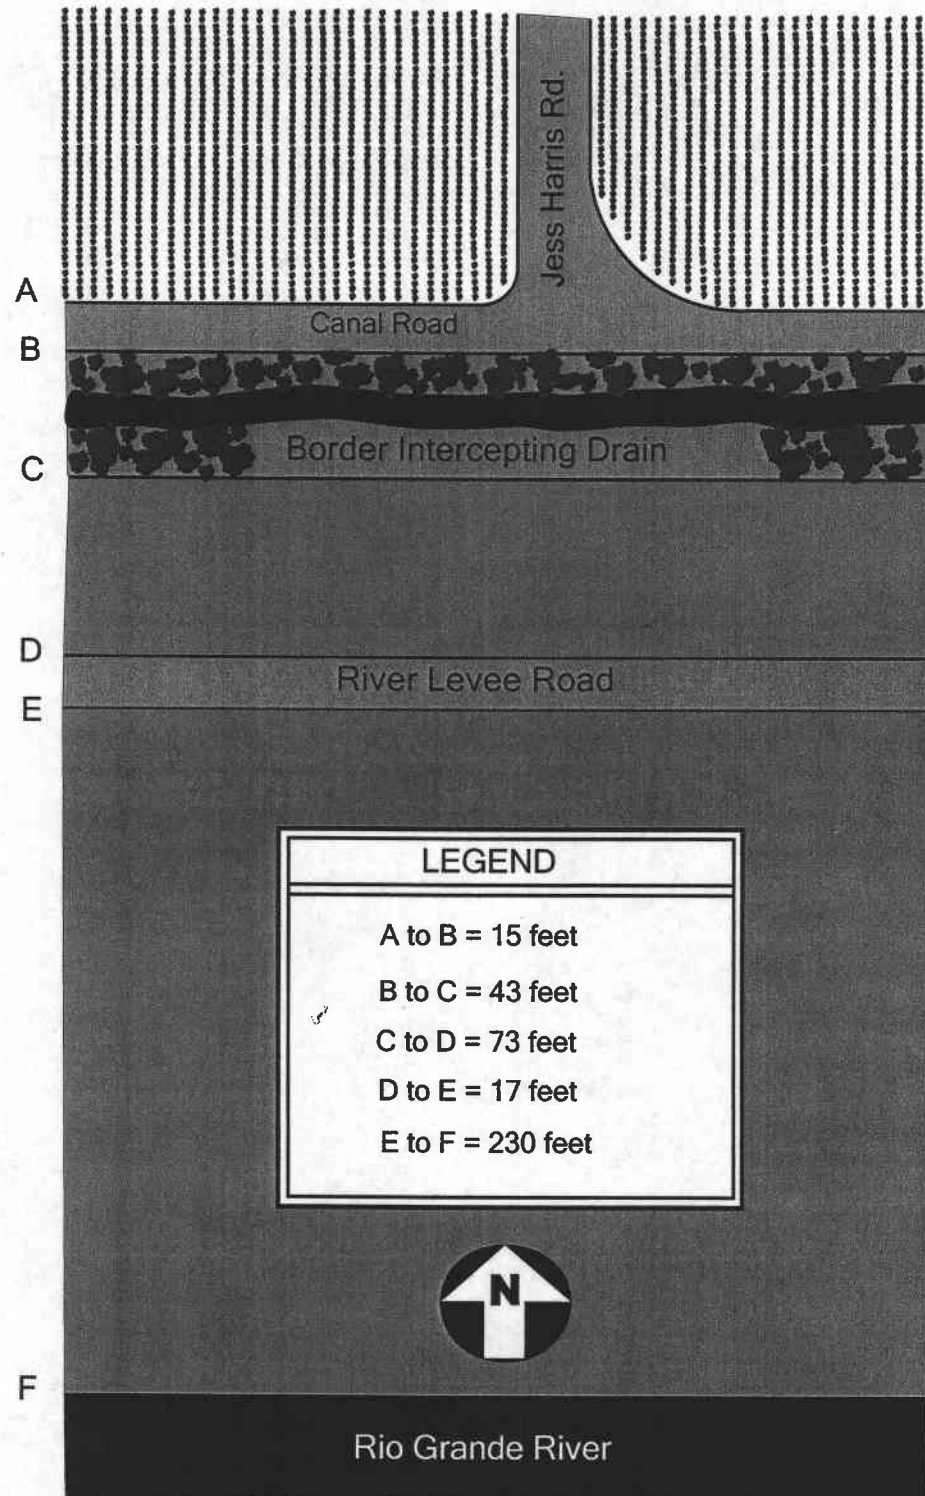 Jess Harris Rd.
A
Canal Road
B
Border Intercepting Drain
C
D
River Levee Road
E
LEGEND
A to B = 15 feet
B to C = 43 feet
C to D = 73 feet
D to E = 17 feet
E to F = 230 feet
N
F
Rio Grande River